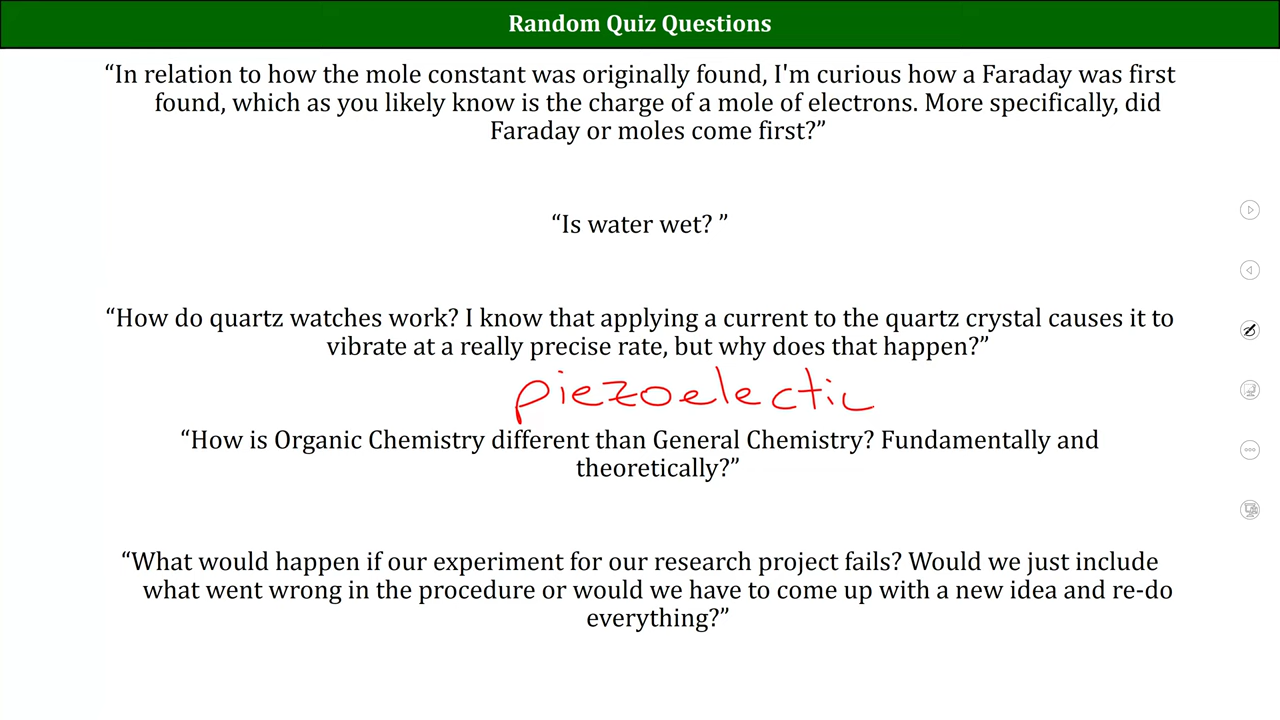 Random Quiz Questions
“In relation to how the mole constant was originally found, I'm curious how a Faraday was first
found, which as you likely know is the charge of a mole of electrons. More specifically, did
Faraday or moles come first?”
“Is water wet? ”
“How do quartz watches work? I know that applying a current to the quartz crystal causes it to
vibrate at a really precise rate, but why does that happen?”
piezoelectic
“How is Organic Chemistry different than General Chemistry? Fundamentally and
theoretically?”
“What would happen if our experiment for our research project fails? Would we just include
what went wrong in the procedure or would we have to come up with a new idea and re-do
everything?”